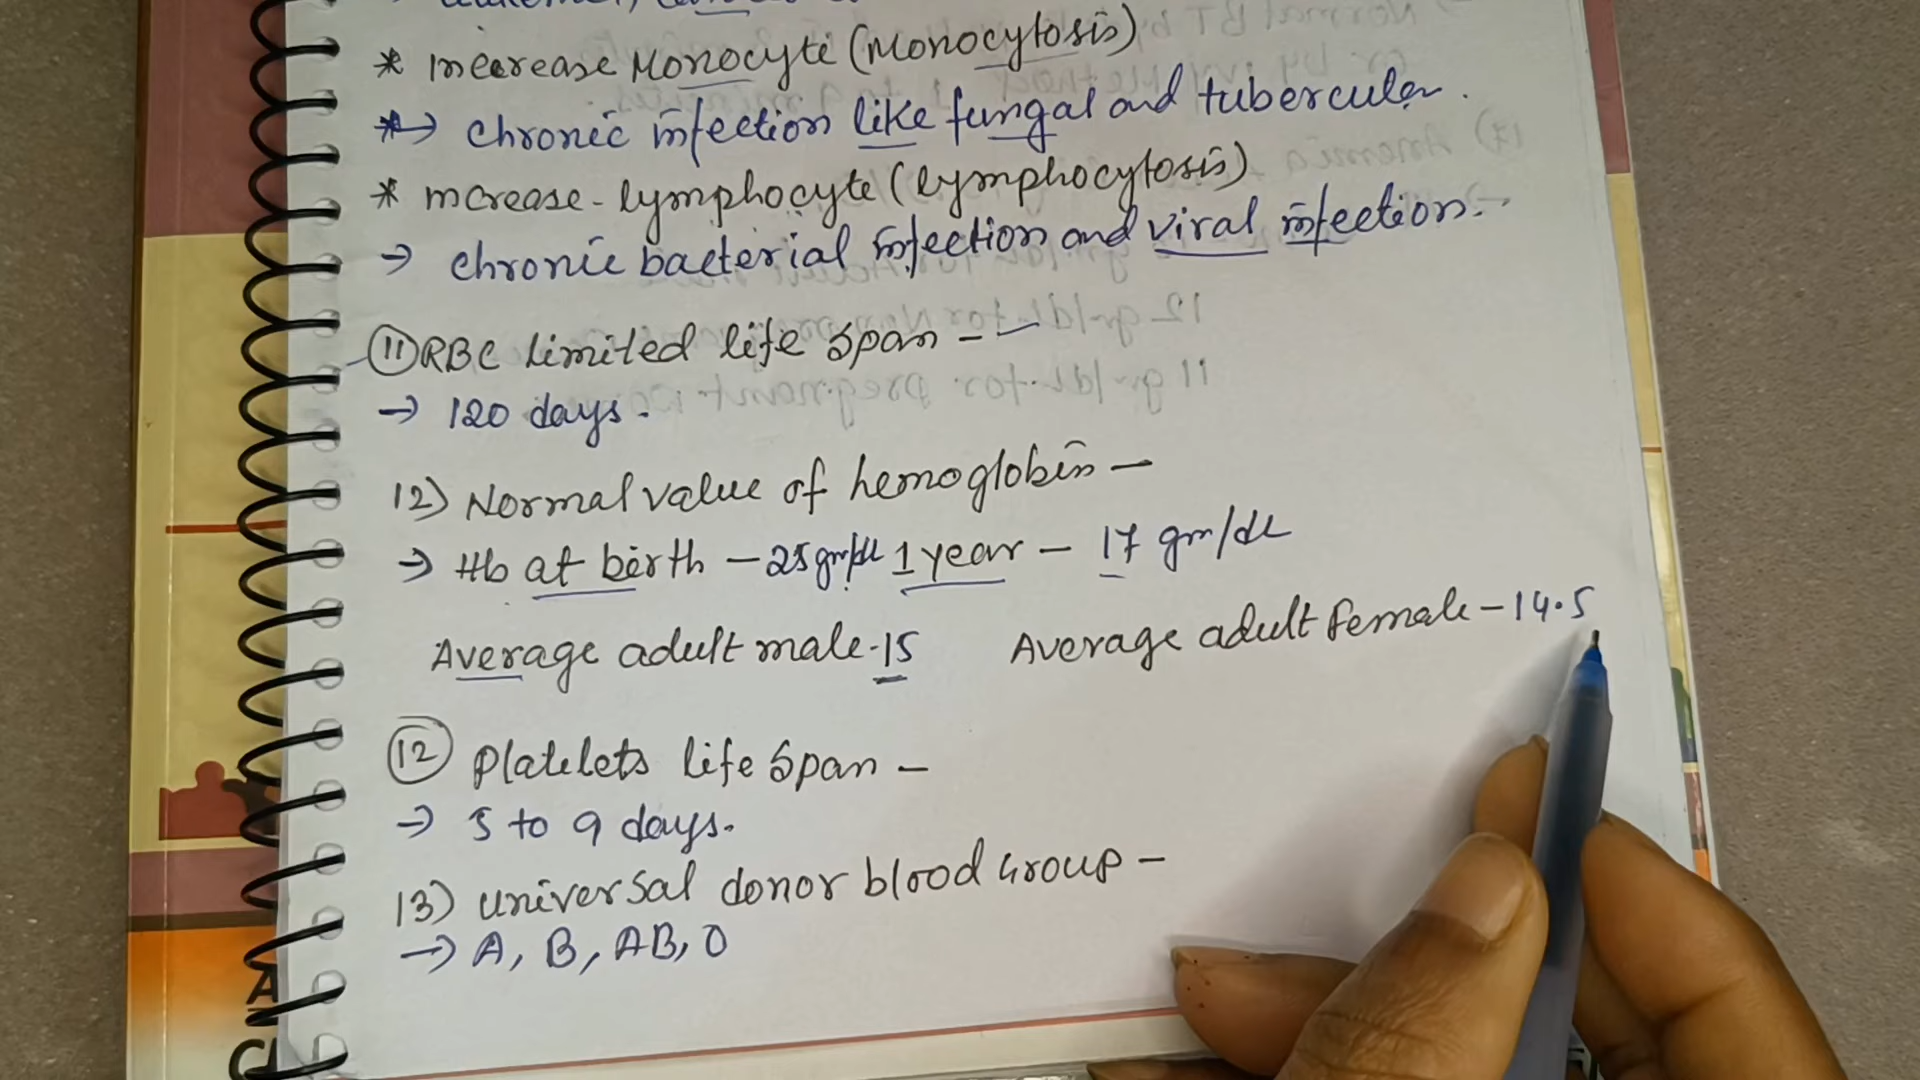 * increase Monocyte (Monocytosis)
*→ chronic infection like fungal and tubercular.
* increase - lymphocyte (lymphocytosis)
→ chronic bacterial infection and viral infection.
11 RBC limited life span -
→ 120 days.
12) Normal value of hemoglobin -
→ Hb at birth - 25 gm/dl 1 year - 17 gm/dl
Average adult male - 15 Average adult female - 14.5
12 platelets life span -
→ 5 to 9 days.
13) universal donor blood Group -
→ A, B, AB, O